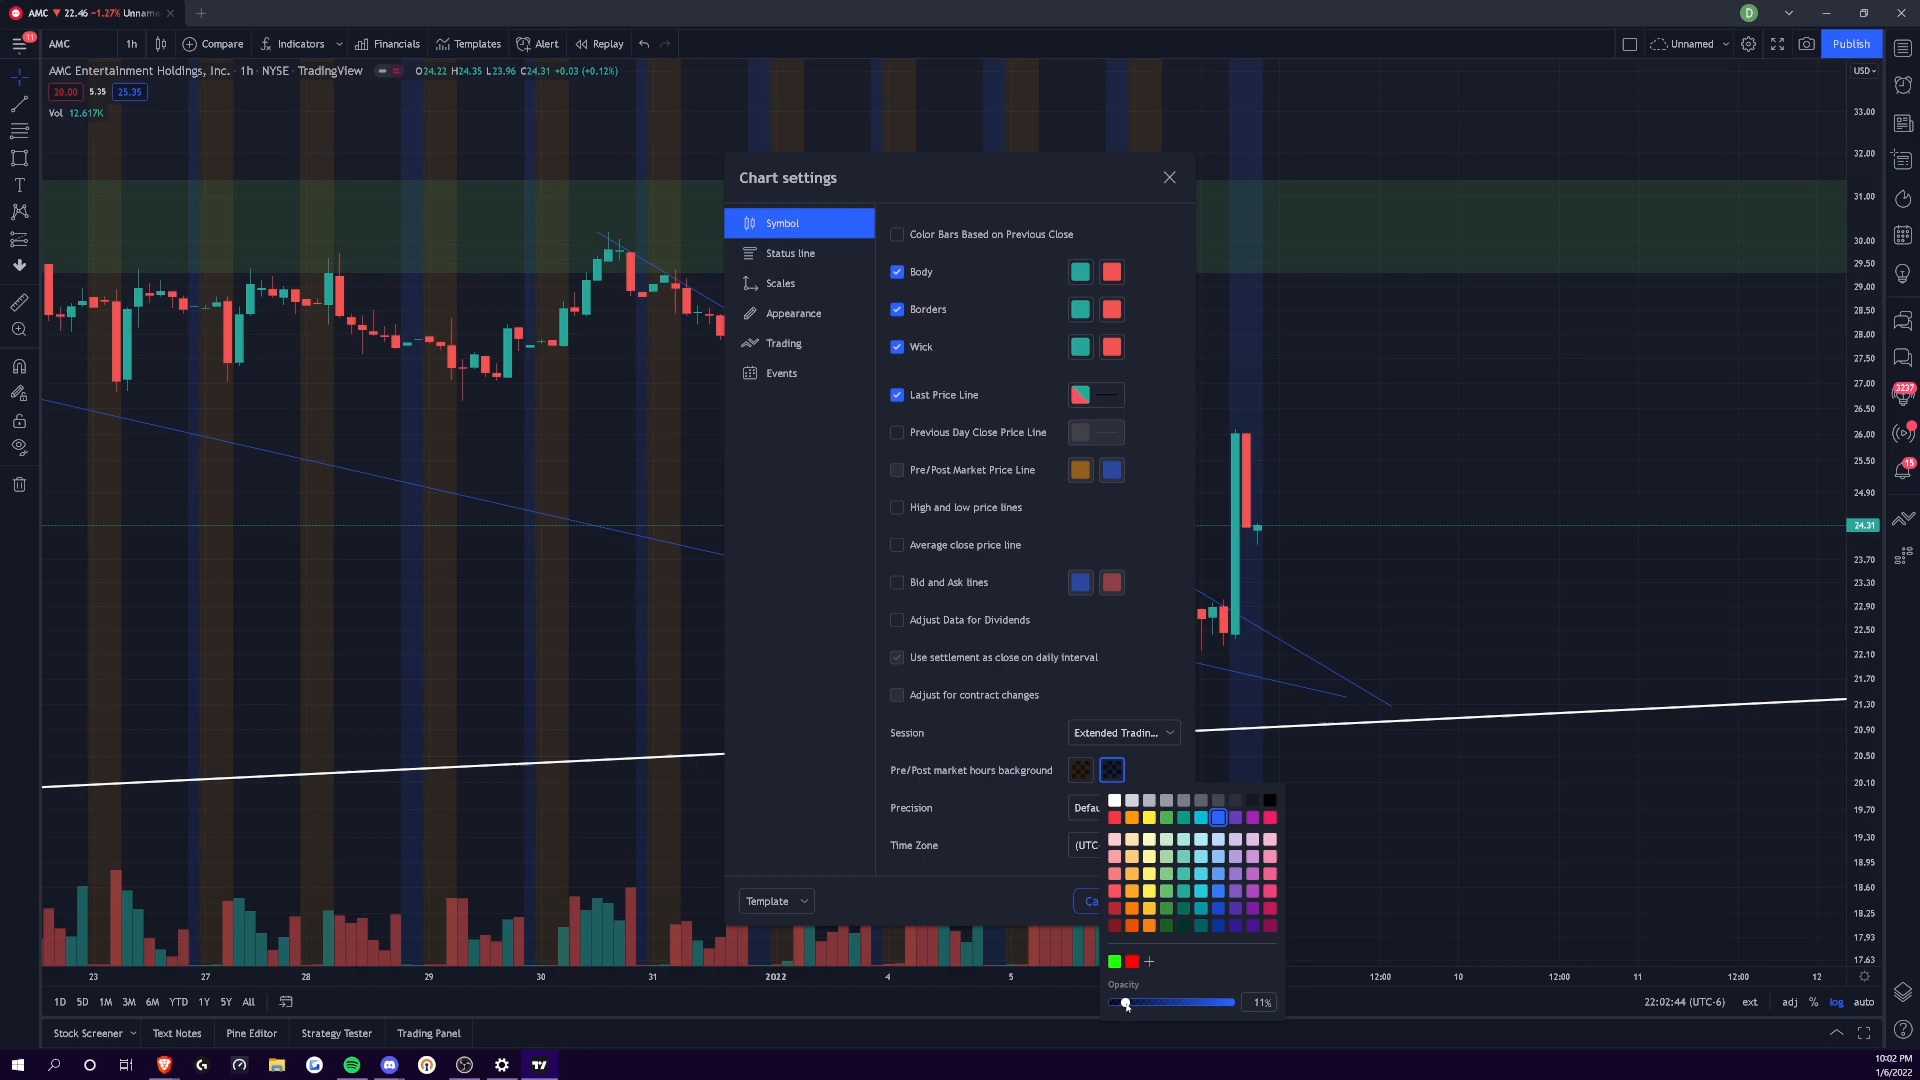 AMC ▼ 22.46 −1.27% Unnam
D
11
AMC
1h
Compare
Indicators
Financials
Templates
Alert
Replay
Unnamed
Publish
AMC Entertainment Holdings, Inc. · 1h · NYSE · TradingView
O24.22 H24.35 L23.96 C24.31 +0.03 (+0.12%)
USD
20.00 5.35 25.35
Vol 12.617K
Chart settings
Symbol
Status line
Scales
Appearance
Trading
Events
Color Bars Based on Previous Close
Body
Borders
Wick
Last Price Line
Previous Day Close Price Line
Pre/Post Market Price Line
High and low price lines
Average close price line
Bid and Ask lines
Adjust Data for Dividends
Use settlement as close on daily interval
Adjust for contract changes
Session
Extended Tradin...
Pre/Post market hours background
Precision
Defau
Time Zone
(UTC-
Template
Ca
Opacity
11%
33.00
32.00
31.00
30.00
29.50
29.00
28.50
28.00
27.50
27.00
26.50
26.00
25.50
24.90
24.31
23.70
23.30
22.90
22.50
22.10
21.70
21.30
20.90
20.50
20.10
19.70
19.30
18.95
18.60
18.25
17.93
17.63
3237
15
23 27 28 29 30 31 2022 4 5 12:00 10 12:00 11 12:00 12
1D 5D 1M 3M 6M YTD 1Y 5Y All
22:02:44 (UTC-6) ext adj % log auto
Stock Screener Text Notes Pine Editor Strategy Tester Trading Panel
10:02 PM
1/6/2022